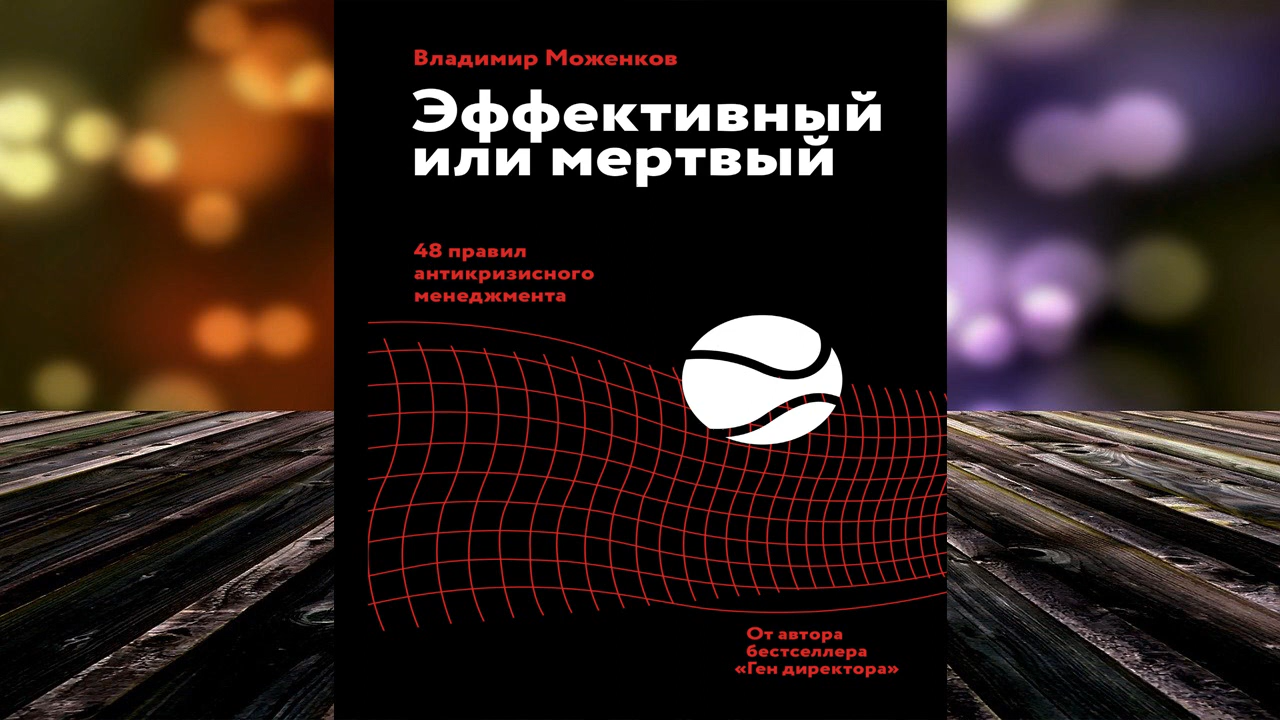 Владимир Моженков
Эффективный
или мертвый
48 правил
антикризисного
менеджмента
От автора
бестселлера
«Ген директора»